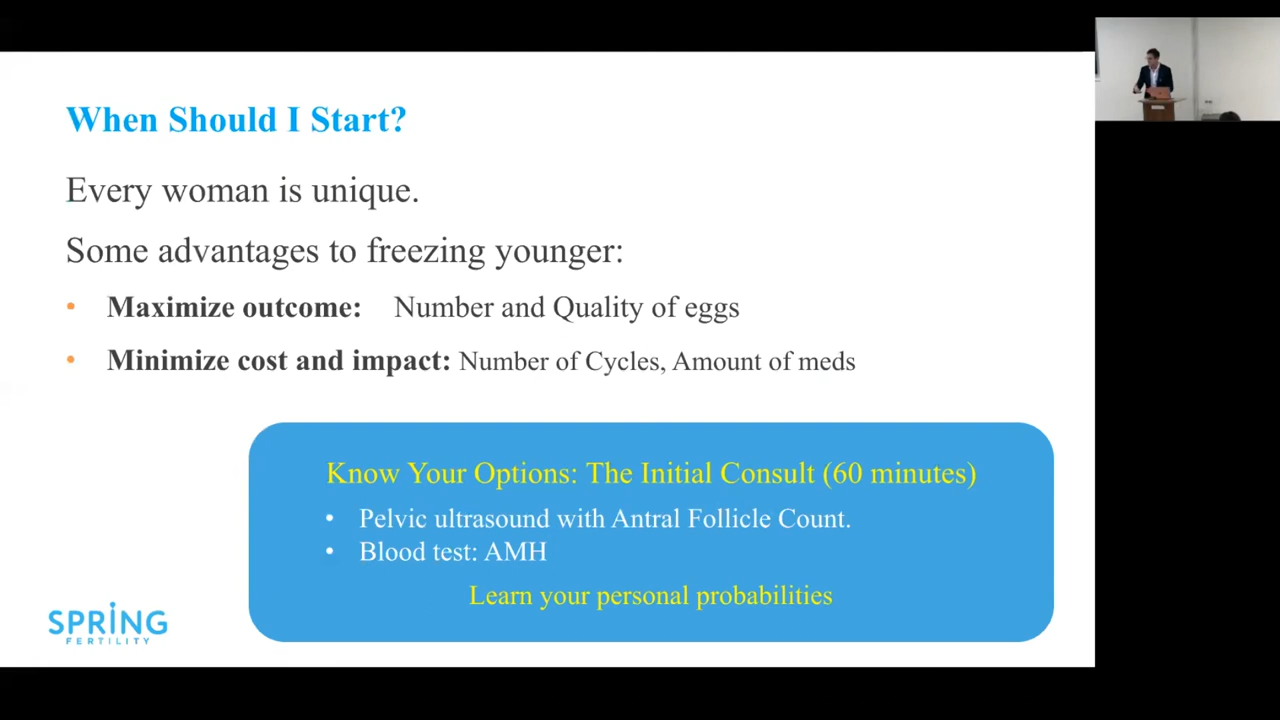 When Should I Start?
Every woman is unique.
Some advantages to freezing younger:
• Maximize outcome: Number and Quality of eggs
• Minimize cost and impact: Number of Cycles, Amount of meds
Know Your Options: The Initial Consult (60 minutes)
• Pelvic ultrasound with Antral Follicle Count.
• Blood test: AMH
Learn your personal probabilities
SPRING
FERTILITY